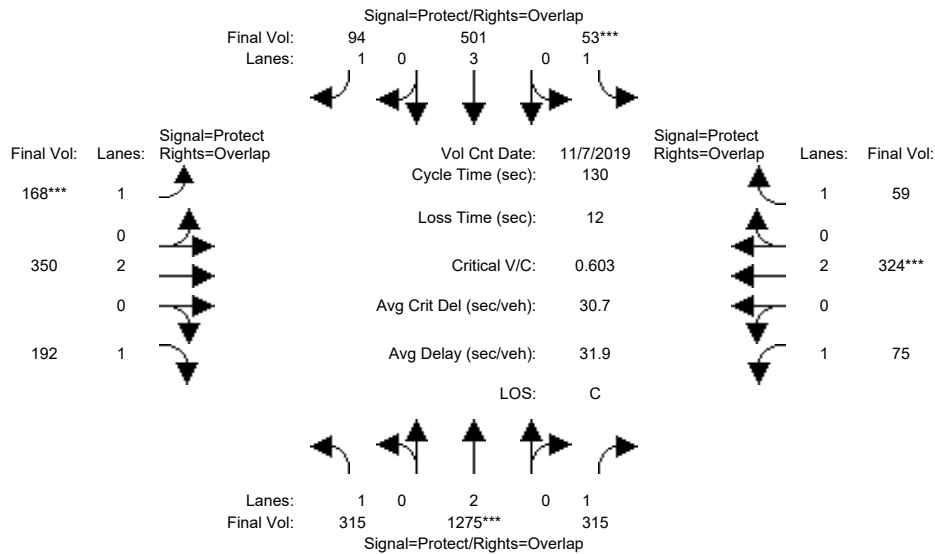 Signal=Protect/Rights=Overlap
Final Vol: 94 501 53***
Lanes: 1 0 3 0 1
Signal=Protect
Final Vol: Lanes: Rights=Overlap
Vol Cnt Date: 11/7/2019
Signal=Protect
Rights=Overlap Lanes: Final Vol:
Cycle Time (sec): 130
168*** 1
1 59
Loss Time (sec): 12
0
0
350 2
Critical V/C: 0.603
2 324***
0
Avg Crit Del (sec/veh): 30.7
0
192 1
Avg Delay (sec/veh): 31.9
1 75
LOS: C
Lanes: 1 0 2 0 1
Final Vol: 315 1275*** 315
Signal=Protect/Rights=Overlap